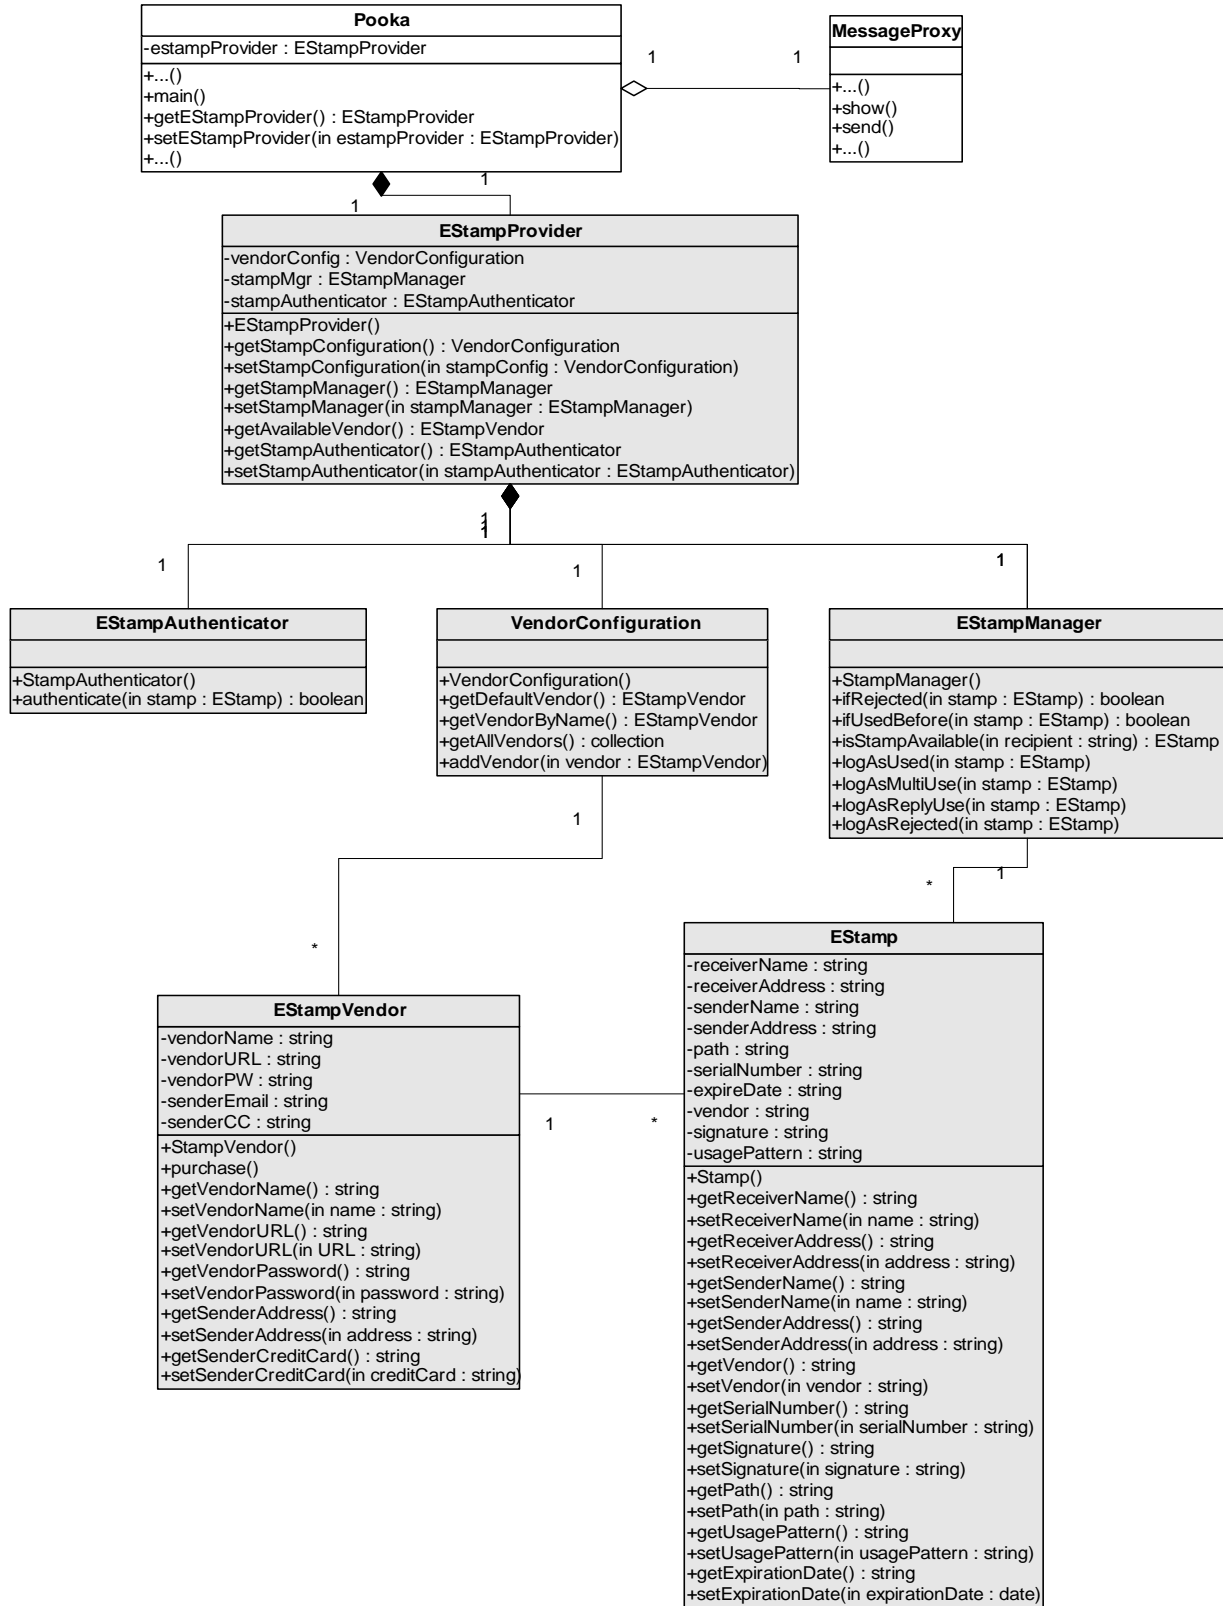 Pooka
-estampProvider : EStampProvider
+...()
+main()
+getEStampProvider() : EStampProvider
+setEStampProvider(in estampProvider : EStampProvider)
+...()
1
1
MessageProxy
+...()
+show()
+send()
+...()
1
1
EStampProvider
-vendorConfig : VendorConfiguration
-stampMgr : EStampManager
-stampAuthenticator : EStampAuthenticator
+EStampProvider()
+getStampConfiguration() : VendorConfiguration
+setStampConfiguration(in stampConfig : VendorConfiguration)
+getStampManager() : EStampManager
+setStampManager(in stampManager : EStampManager)
+getAvailableVendor() : EStampVendor
+getStampAuthenticator() : EStampAuthenticator
+setStampAuthenticator(in stampAuthenticator : EStampAuthenticator)
1
1
1
1
1
1
EStampAuthenticator
+StampAuthenticator()
+authenticate(in stamp : EStamp) : boolean
VendorConfiguration
+VendorConfiguration()
+getDefaultVendor() : EStampVendor
+getVendorByName() : EStampVendor
+getAllVendors() : collection
+addVendor(in vendor : EStampVendor)
EStampManager
+StampManager()
+ifRejected(in stamp : EStamp) : boolean
+ifUsedBefore(in stamp : EStamp) : boolean
+isStampAvailable(in recipient : string) : EStamp
+logAsUsed(in stamp : EStamp)
+logAsMultiUse(in stamp : EStamp)
+logAsReplyUse(in stamp : EStamp)
+logAsRejected(in stamp : EStamp)
1
*
1
*
EStampVendor
-vendorName : string
-vendorURL : string
-vendorPW : string
-senderEmail : string
-senderCC : string
+StampVendor()
+purchase()
+getVendorName() : string
+setVendorName(in name : string)
+getVendorURL() : string
+setVendorURL(in URL : string)
+getVendorPassword() : string
+setVendorPassword(in password : string)
+getSenderAddress() : string
+setSenderAddress(in address : string)
+getSenderCreditCard() : string
+setSenderCreditCard(in creditCard : string)
1
*
EStamp
-receiverName : string
-receiverAddress : string
-senderName : string
-senderAddress : string
-path : string
-serialNumber : string
-expireDate : string
-vendor : string
-signature : string
-usagePattern : string
+Stamp()
+getReceiverName() : string
+setReceiverName(in name : string)
+getReceiverAddress() : string
+setReceiverAddress(in address : string)
+getSenderName() : string
+setSenderName(in name : string)
+getSenderAddress() : string
+setSenderAddress(in address : string)
+getVendor() : string
+setVendor(in vendor : string)
+getSerialNumber() : string
+setSerialNumber(in serialNumber : string)
+getSignature() : string
+setSignature(in signature : string)
+getPath() : string
+setPath(in path : string)
+getUsagePattern() : string
+setUsagePattern(in usagePattern : string)
+getExpirationDate() : string
+setExpirationDate(in expirationDate : date)